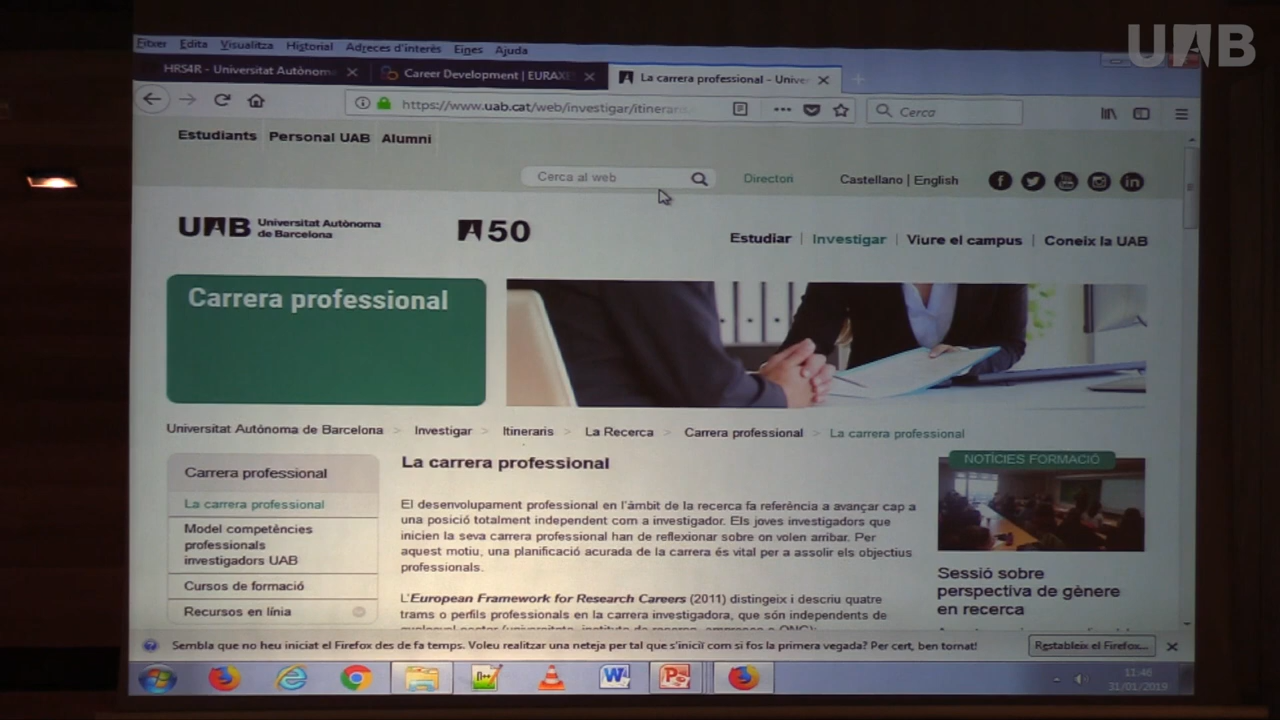 UAB
Fitxer Edita Visualitza Historial Adreces d'interès Eines Ajuda
HRS4R - Universitat Autònom
Career Development | EURAXE
La carrera professional - Unive
https://www.uab.cat/web/investigar/itinerari
Cerca
Estudiants Personal UAB Alumni
Cerca al web
Directori
Castellano | English
UAB Universitat Autònoma
de Barcelona
50
Estudiar | Investigar | Viure el campus | Coneix la UAB
Carrera professional
Universitat Autònoma de Barcelona > Investigar > Itineraris > La Recerca > Carrera professional > La carrera professional
Carrera professional
La carrera professional
Model competències
professionals
investigadors UAB
Cursos de formació
Recursos en línia
La carrera professional
El desenvolupament professional en l'àmbit de la recerca fa referència a avançar cap a
una posició totalment independent com a investigador. Els joves investigadors que
inicien la seva carrera professional han de reflexionar sobre on volen arribar. Per
aquest motiu, una planificació acurada de la carrera és vital per a assolir els objectius
professionals.
L'European Framework for Research Careers (2011) distingeix i descriu quatre
trams o perfils professionals en la carrera investigadora, que són independents de
NOTÍCIES FORMACIÓ
Sessió sobre
perspectiva de gènere
en recerca
Sembla que no heu iniciat el Firefox des de fa temps. Voleu realitzar una neteja per tal que s'iniciï com si fos la primera vegada? Per cert, ben tornat!
Restableix el Firefox...
11:46
31/01/2019